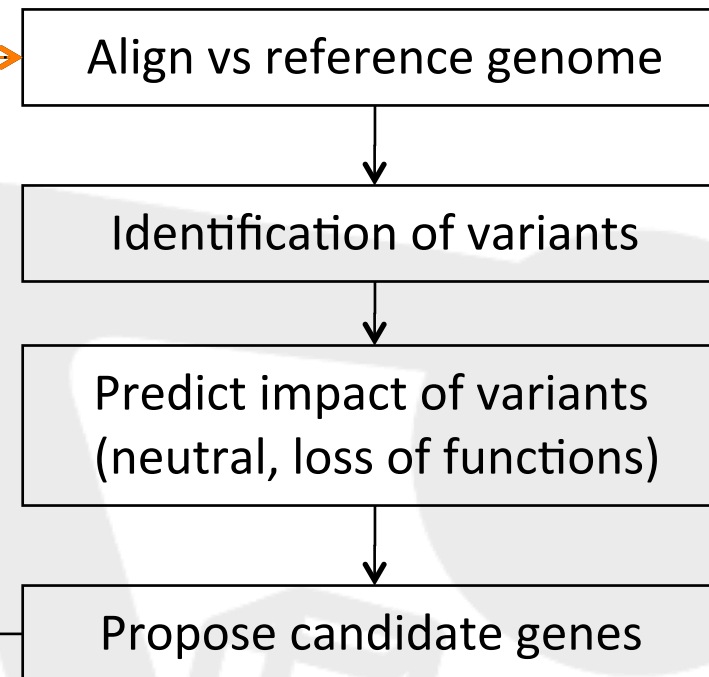 Align vs reference genome
Identification of variants
Predict impact of variants
(neutral, loss of functions)
Propose candidate genes